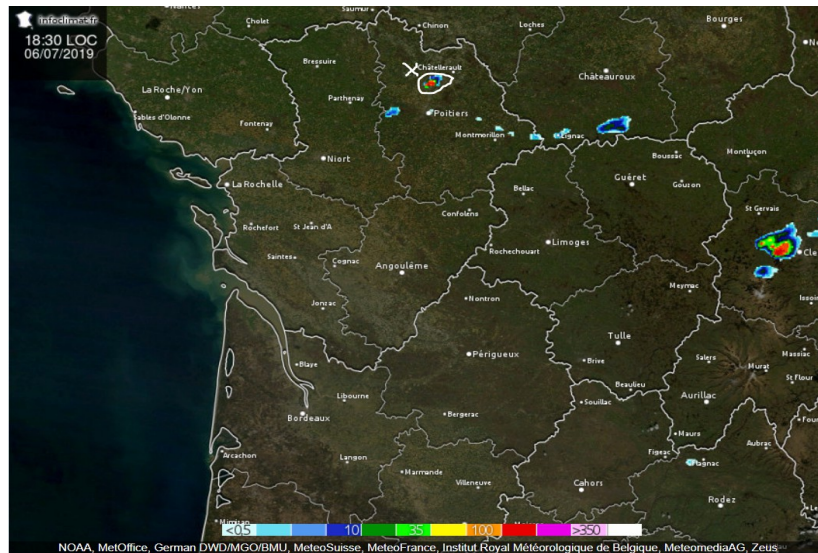 infoclimat.fr
18:30 LOC
06/07/2019
Nantes
Cholet
Saumur
Chinon
Loches
Bourges
Bressuire
Châtellerault
Châteauroux
La Roche/Yon
Parthenay
Sables d'Olonne
Fontenay
Poitiers
Montmorillon
Niort
Boussac
Montluçon
La Rochelle
Guéret
Gouson
Bellac
St Gervais
Confolens
Rochefort
St Jean d'A
Limoges
Rochechouart
Saintes
Cognac
Angoulême
Issoi
Meymac
Jonzac
Nontron
Tulle
Périgueux
Brive
Salers
Massiac
Murat
Blaye
St Flour
Beaulieu
Libourne
Souillac
Aurillac
Bergerac
Bordeaux
Maurs
Aubrac
Figeac
Arcachon
Langon
Marmande
Villeneuve
Cahors
Rodez
Mimizan
<0.5 10 35 100 >350
NOAA, MetOffice, German DWD/MGO/BMU, MeteoSuisse, MeteoFrance, Institut Royal Météorologique de Belgique, MeteomediaAG, Zeus